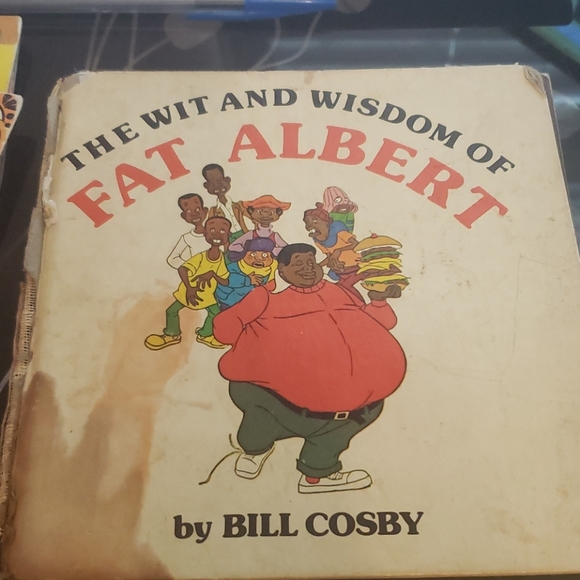 THE WIT AND WISDOM OF
FAT ALBERT
by BILL COSBY